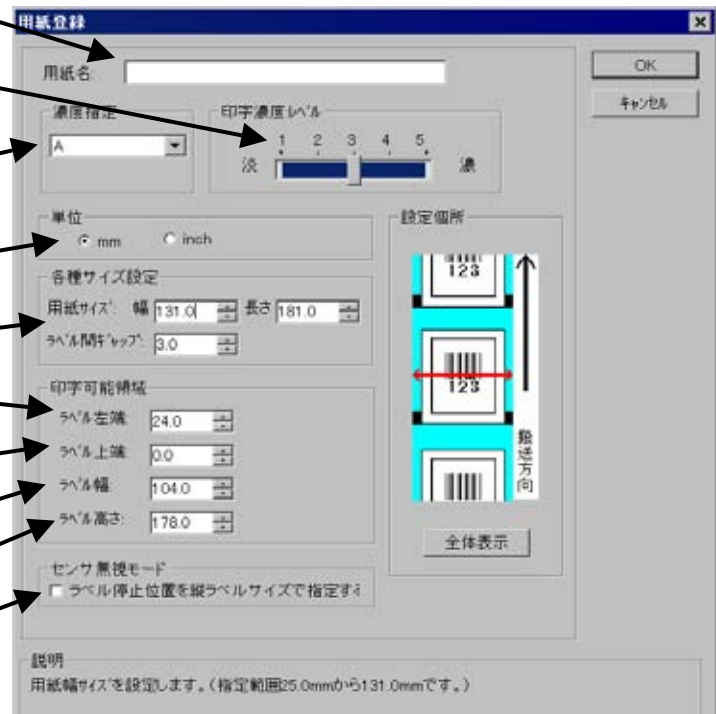 用紙登録
OK
キャンセル
用紙名:
濃度指定
A
印字濃度レベル
1 2 3 4 5
淡 濃
単位
mm inch
設定個所
各種サイズ設定
用紙サイズ: 幅 131.0 長さ 181.0
ラベル間ギャップ: 3.0
印字可能領域
ラベル左端: 24.0
ラベル上端: 0.0
ラベル幅: 104.0
ラベル高さ: 178.0
123
123
搬送方向
全体表示
センサ無視モード
ラベル停止位置を縦ラベルサイズで指定する
説明
用紙幅サイズを設定します。(指定範囲25.0mmから131.0mmです。)